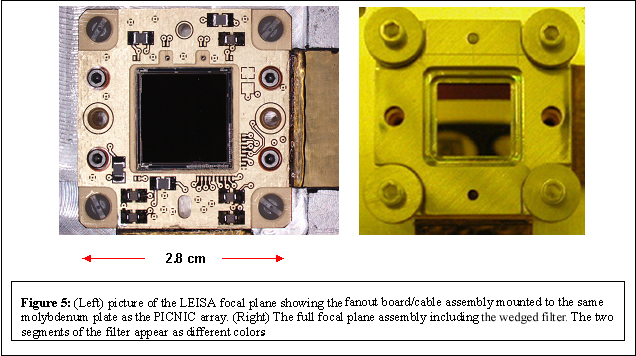 2.8 cm
Figure 5: (Left) picture of the LEISA focal plane showing the fanout board/cable assembly mounted to the same
molybdenum plate as the PICNIC array. (Right) The full focal plane assembly including the wedged filter. The two
segments of the filter appear as different colors